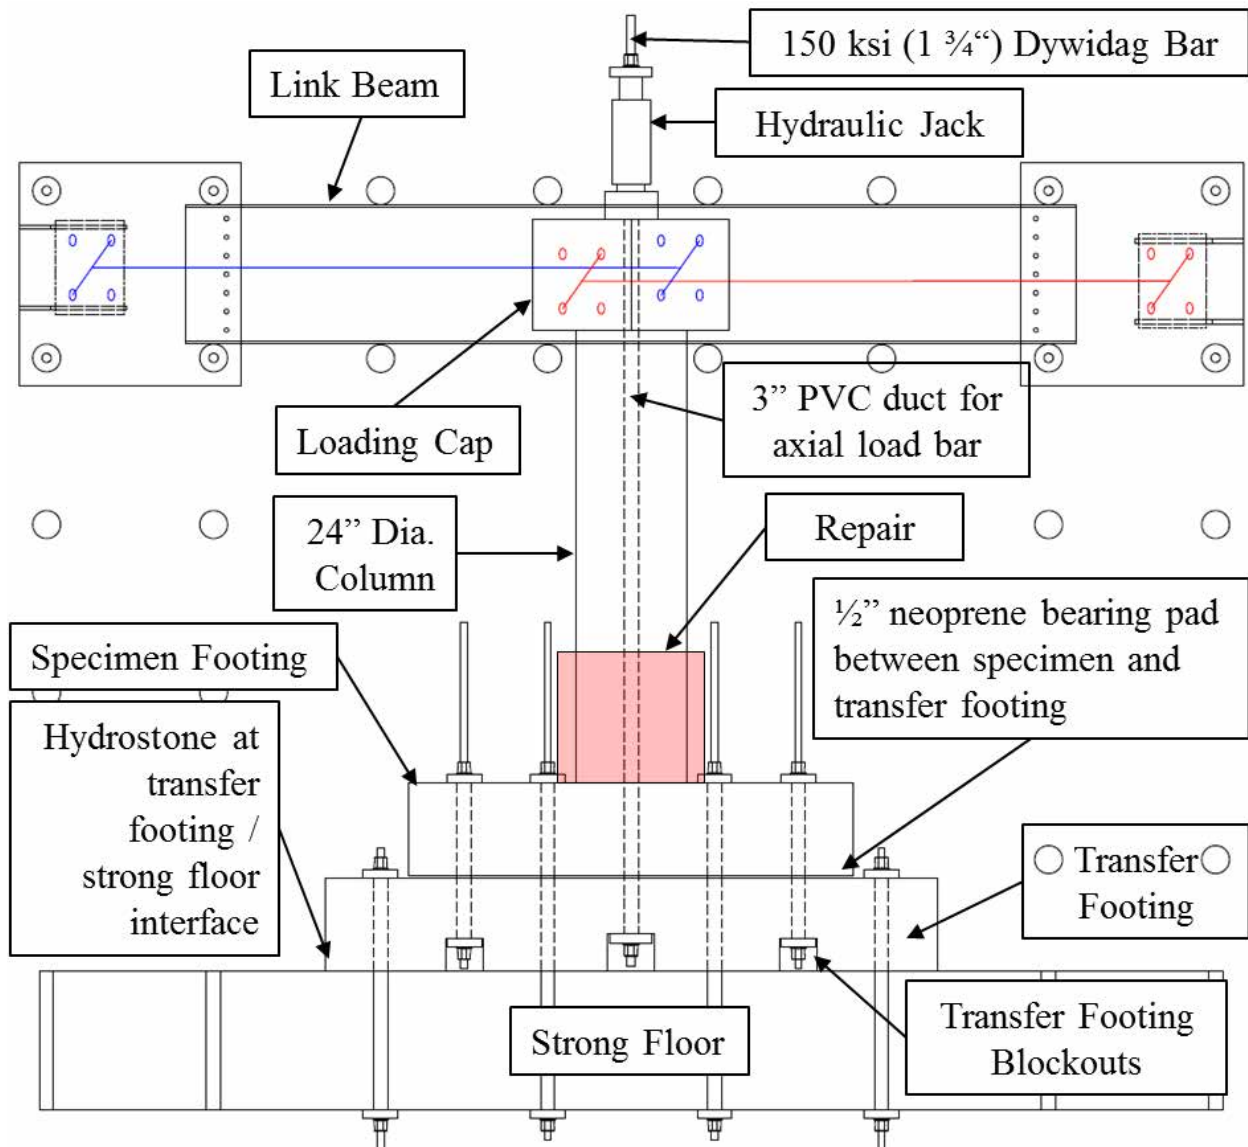 150 ksi (1 ¾“) Dywidag Bar
Link Beam
Hydraulic Jack
Loading Cap
3” PVC duct for
axial load bar
24” Dia.
Column
Repair
½” neoprene bearing pad
between specimen and
transfer footing
Specimen Footing
Hydrostone at
transfer
footing /
strong floor
interface
Transfer
Footing
Strong Floor
Transfer Footing
Blockouts